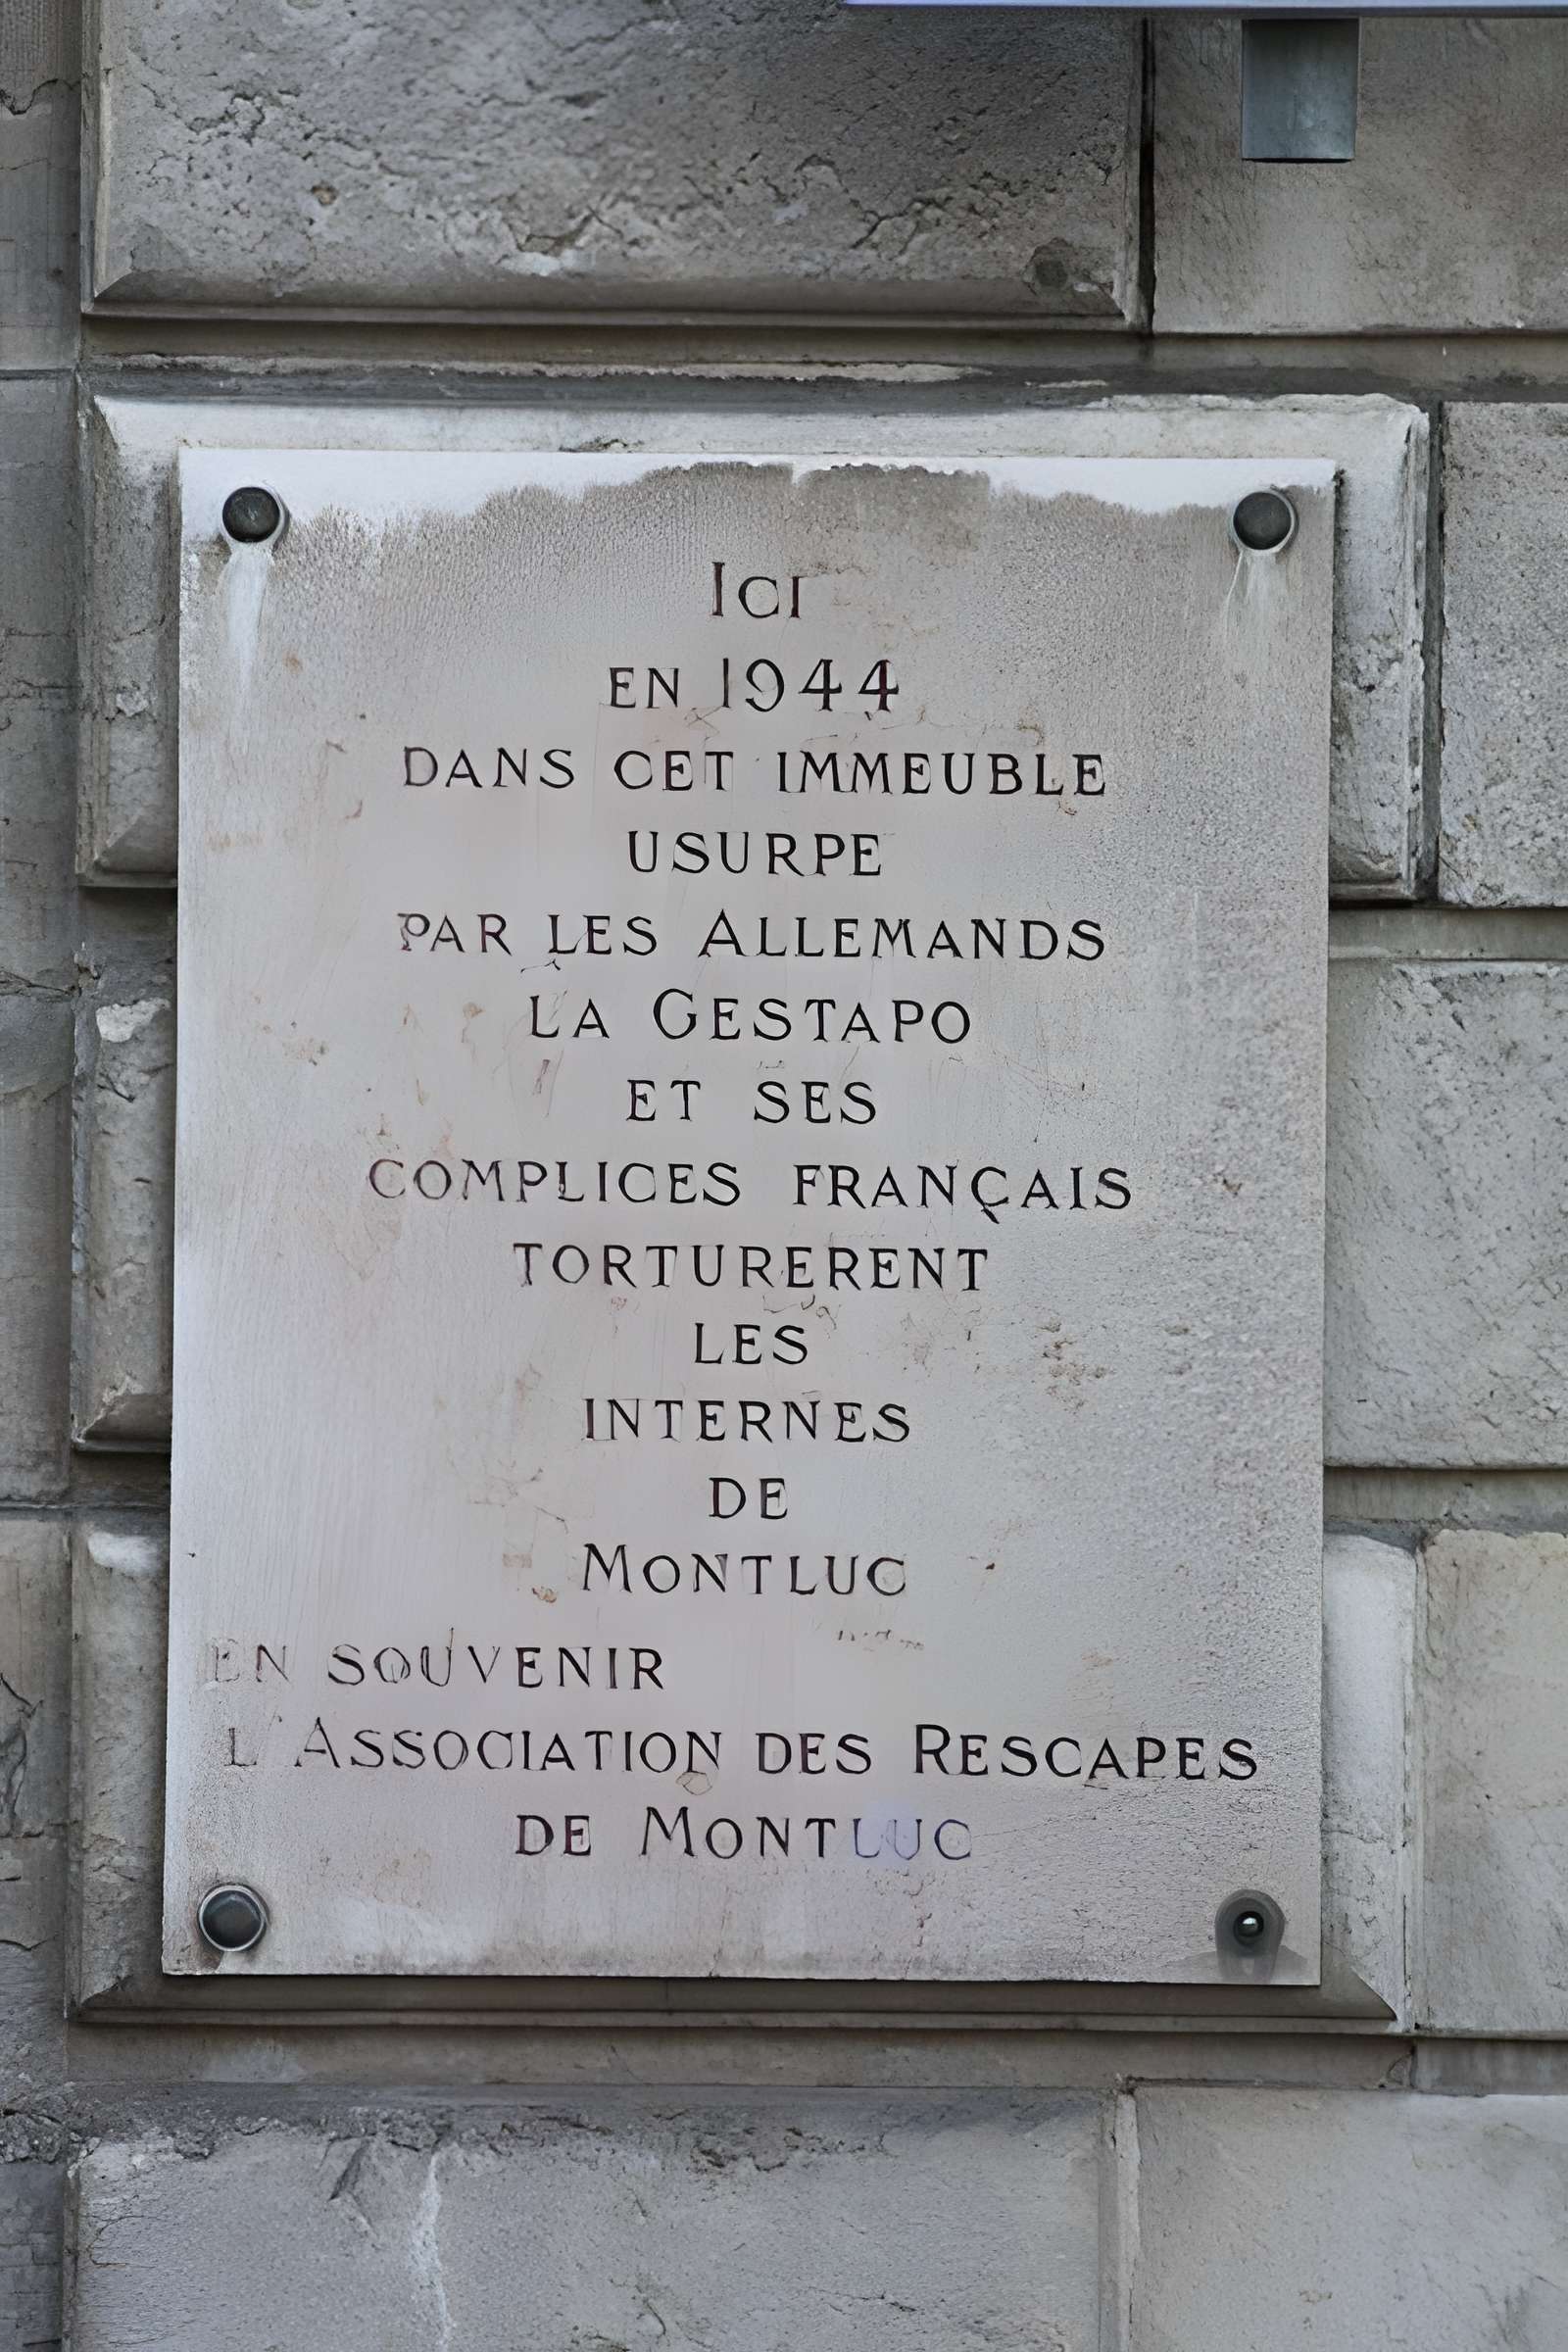 ICI
EN 1944
DANS CET IMMEUBLE
USURPE
PAR LES ALLEMANDS
LA GESTAPO
ET SES
COMPLICES FRANÇAIS
TORTURERENT
LES
INTERNES
DE
MONTLUC
EN SOUVENIR
L'ASSOCIATION DES RESCAPES
DE MONTLUC